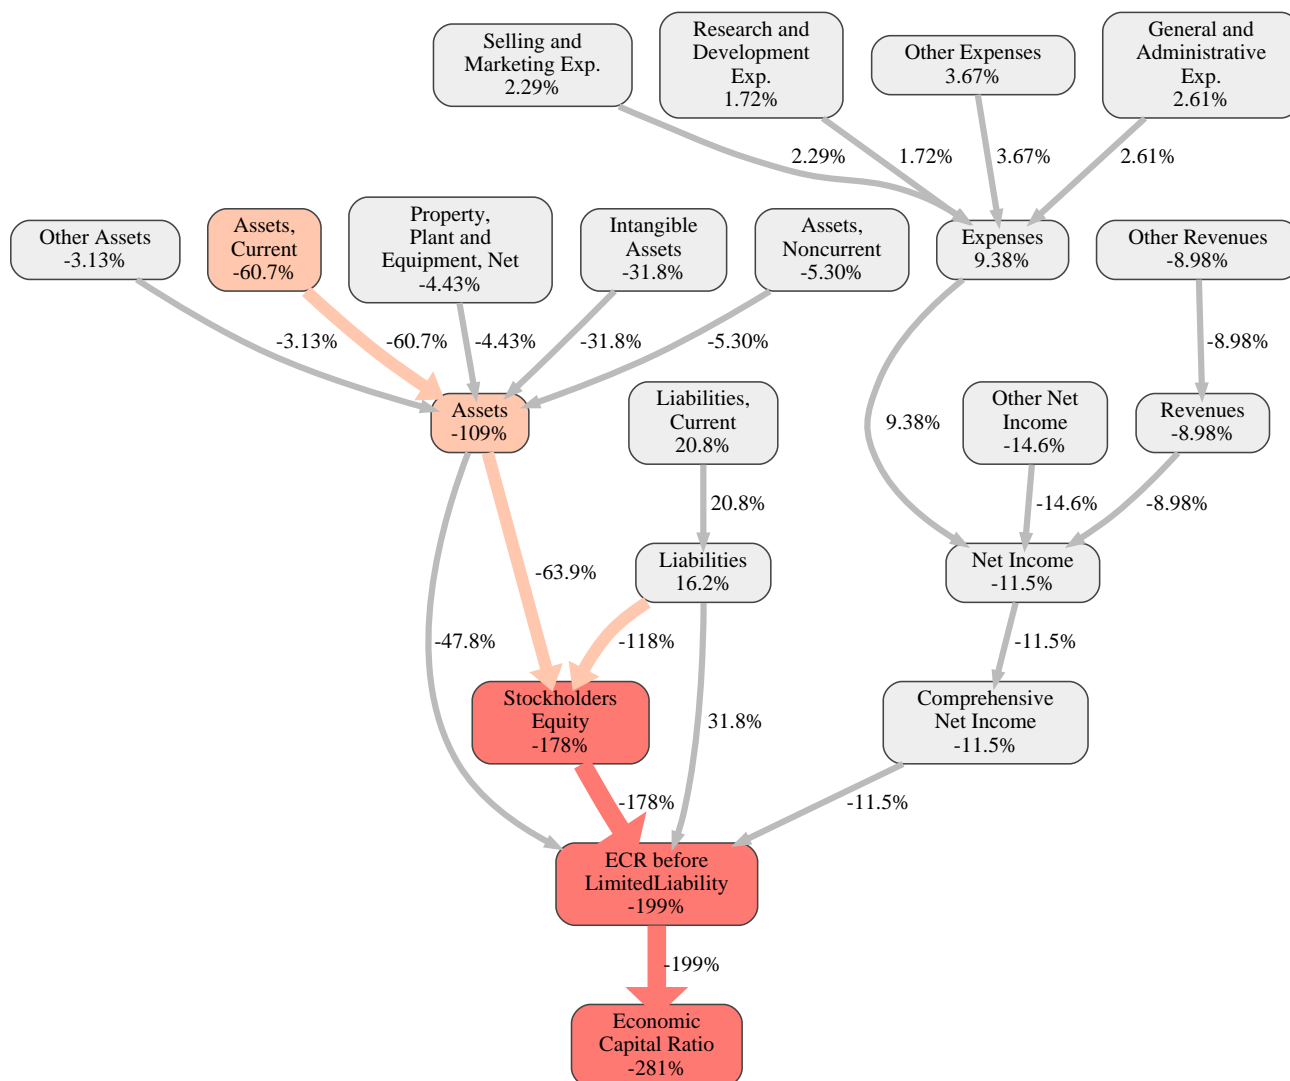 Selling and
Marketing Exp.
2.29%
Research and
Development
Exp.
1.72%
Other Expenses
3.67%
General and
Administrative
Exp.
2.61%
2.29%
1.72%
3.67%
2.61%
Other Assets
-3.13%
Assets,
Current
-60.7%
Property,
Plant and
Equipment, Net
-4.43%
Intangible
Assets
-31.8%
Assets,
Noncurrent
-5.30%
Expenses
9.38%
Other Revenues
-8.98%
-3.13%
-60.7%
-4.43%
-31.8%
-5.30%
-8.98%
Assets
-109%
Liabilities,
Current
20.8%
9.38%
Other Net
Income
-14.6%
Revenues
-8.98%
20.8%
-14.6%
-8.98%
-63.9%
Liabilities
16.2%
Net Income
-11.5%
-47.8%
-118%
-11.5%
Stockholders
Equity
-178%
31.8%
Comprehensive
Net Income
-11.5%
-178%
-11.5%
ECR before
LimitedLiability
-199%
-199%
Economic
Capital Ratio
-281%